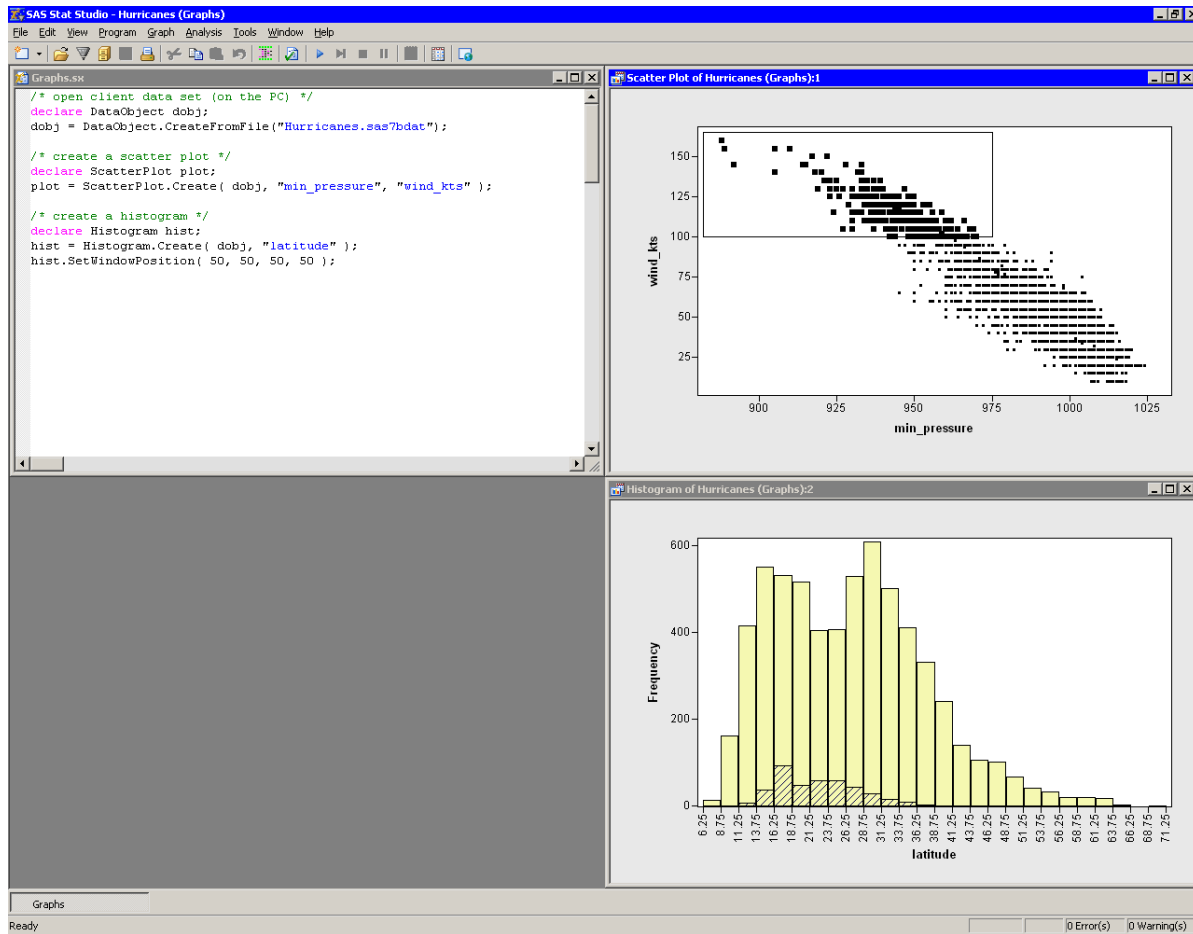 SAS Stat Studio - Hurricanes (Graphs)
File Edit View Program Graph Analysis Tools Window Help
Graphs.sx
/* open client data set (on the PC) */
declare DataObject dobj;
dobj = DataObject.CreateFromFile("Hurricanes.sas7bdat");
/* create a scatter plot */
declare ScatterPlot plot;
plot = ScatterPlot.Create( dobj, "min_pressure", "wind_kts" );
/* create a histogram */
declare Histogram hist;
hist = Histogram.Create( dobj, "latitude" );
hist.SetWindowPosition( 50, 50, 50, 50 );
Scatter Plot of Hurricanes (Graphs):1
wind_kts
150
125
100
75
50
25
900 925 950 975 1000 1025
min_pressure
Histogram of Hurricanes (Graphs):2
Frequency
600
400
200
0
6.25 8.75 11.25 13.75 16.25 18.75 21.25 23.75 26.25 28.75 31.25 33.75 36.25 38.75 41.25 43.75 46.25 48.75 51.25 53.75 56.25 58.75 61.25 63.75 66.25 68.75 71.25
latitude
Graphs
Ready
0 Error(s) 0 Warning(s)